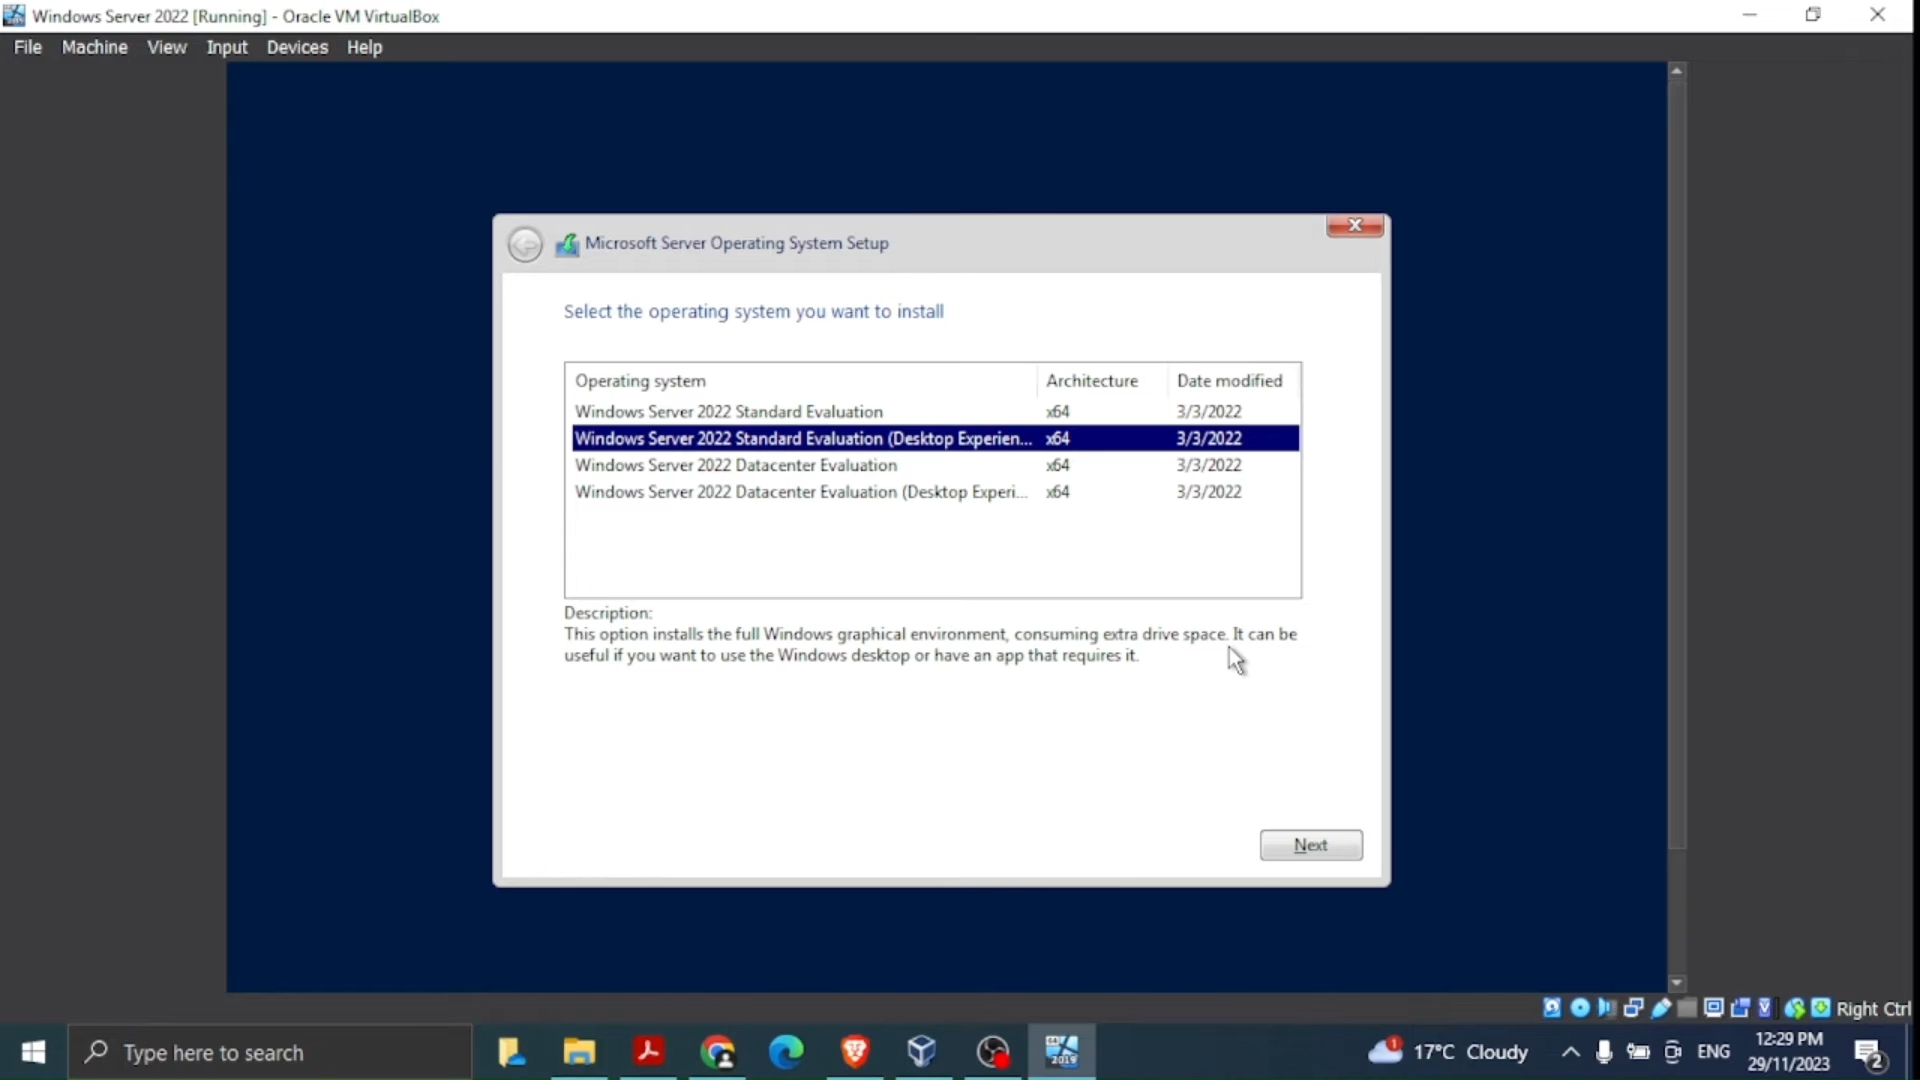 Windows Server 2022 [Running] - Oracle VM VirtualBox
File Machine View Input Devices Help
Microsoft Server Operating System Setup
Select the operating system you want to install
Operating system Architecture Date modified
Windows Server 2022 Standard Evaluation x64 3/3/2022
Windows Server 2022 Standard Evaluation (Desktop Experien... x64 3/3/2022
Windows Server 2022 Datacenter Evaluation x64 3/3/2022
Windows Server 2022 Datacenter Evaluation (Desktop Experi... x64 3/3/2022
Description:
This option installs the full Windows graphical environment, consuming extra drive space. It can be
useful if you want to use the Windows desktop or have an app that requires it.
Next
Right Ctrl
Type here to search
2019
1
17°C Cloudy
ENG
12:29 PM
29/11/2023
2